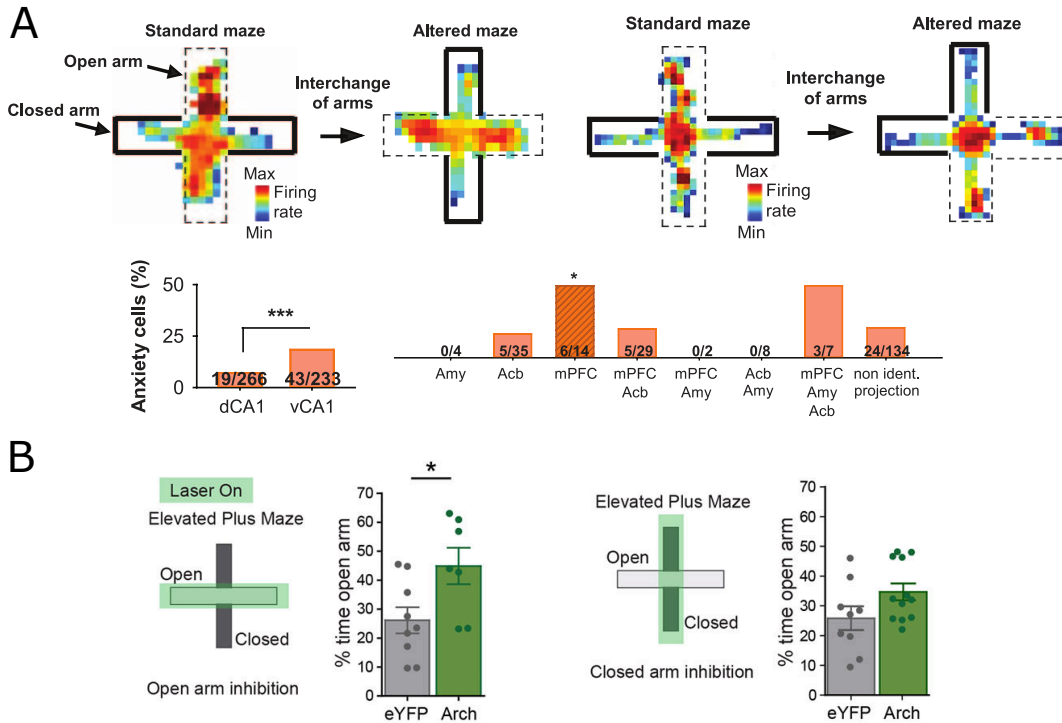 A
Standard maze
Altered maze
Standard maze
Altered maze
Open arm
Closed arm
Interchange
of arms
Interchange
of arms
Max
Firing
rate
Min
Max
Firing
rate
Min
Anxiety cells (%)
50
25
0
***
19/266
43/233
dCA1
vCA1
*
0/4
5/35
6/14
5/29
0/2
0/8
3/7
24/134
Amy
Acb
mPFC
mPFC
Acb
mPFC
Amy
Acb
Amy
mPFC
Amy
Acb
non ident.
projection
B
Laser On
Elevated Plus Maze
Open
Closed
Open arm inhibition
% time open arm
70
60
50
40
30
20
10
0
*
eYFP
Arch
Elevated Plus Maze
Open
Closed
Closed arm inhibition
% time open arm
70
60
50
40
30
20
10
0
eYFP
Arch